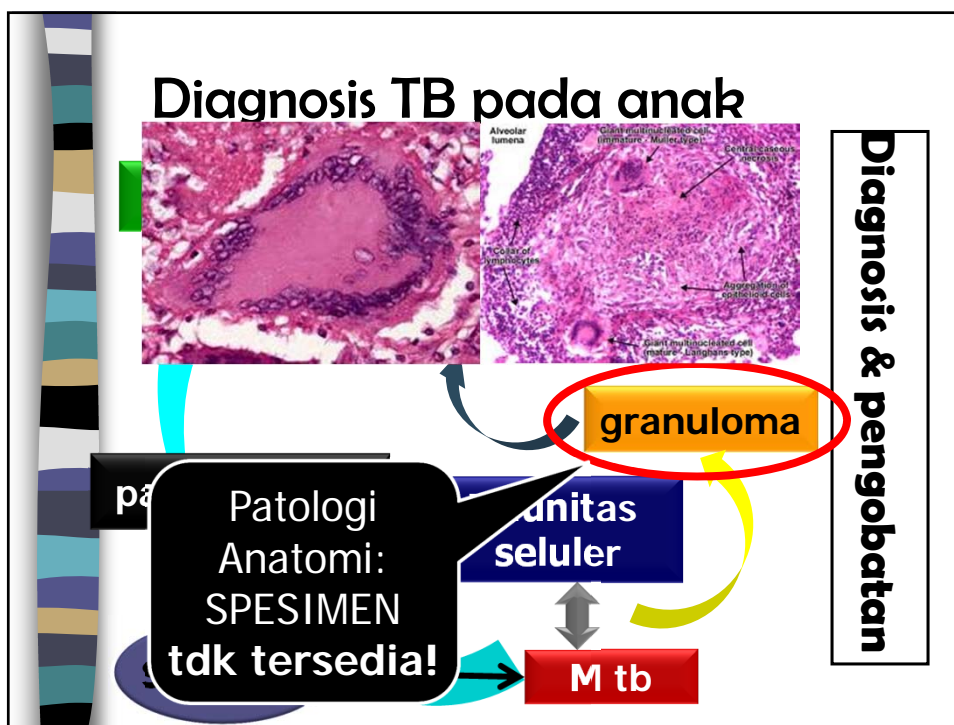 Diagnosis TB pada anak
Alveolar
lumena
Giant multinucleated cell
(immature - Muller type)
Central caseous
necrosis
Collar of
lymphocytes
Aggregation of
epithelioid cells
Giant multinucleated cell
(mature - Langhans type)
granuloma
Patologi
Anatomi:
SPESIMEN
tdk tersedia!
seluler
M tb
Diagnosis & pengobatan